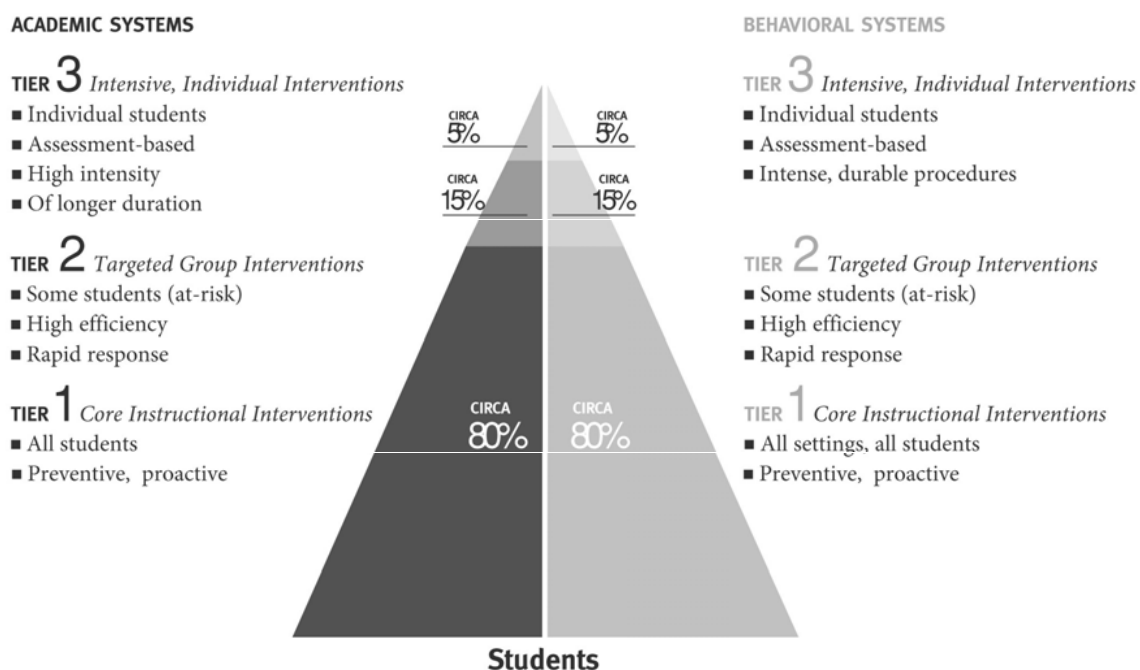 ACADEMIC SYSTEMS
TIER 3 Intensive, Individual Interventions
■ Individual students
■ Assessment-based
■ High intensity
■ Of longer duration
TIER 2 Targeted Group Interventions
■ Some students (at-risk)
■ High efficiency
■ Rapid response
TIER 1 Core Instructional Interventions
■ All students
■ Preventive, proactive
CIRCA
5%
CIRCA
15%
CIRCA
80%
CIRCA
5%
CIRCA
15%
CIRCA
80%
Students
BEHAVIORAL SYSTEMS
TIER 3 Intensive, Individual Interventions
■ Individual students
■ Assessment-based
■ Intense, durable procedures
TIER 2 Targeted Group Interventions
■ Some students (at-risk)
■ High efficiency
■ Rapid response
TIER 1 Core Instructional Interventions
■ All settings, all students
■ Preventive, proactive